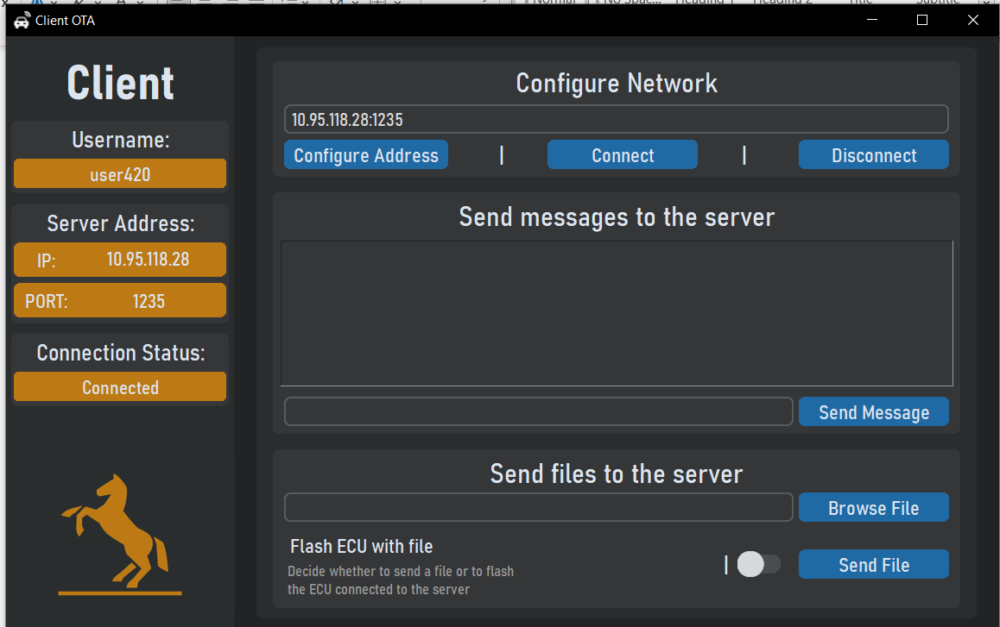 Client OTA
Client
Username:
user420
Server Address:
IP: 10.95.118.28
PORT: 1235
Connection Status:
Connected
Configure Network
10.95.118.28:1235
Configure Address | Connect | Disconnect
Send messages to the server
Send Message
Send files to the server
Browse File
Flash ECU with file
Decide whether to send a file or to flash
the ECU connected to the server
| Send File